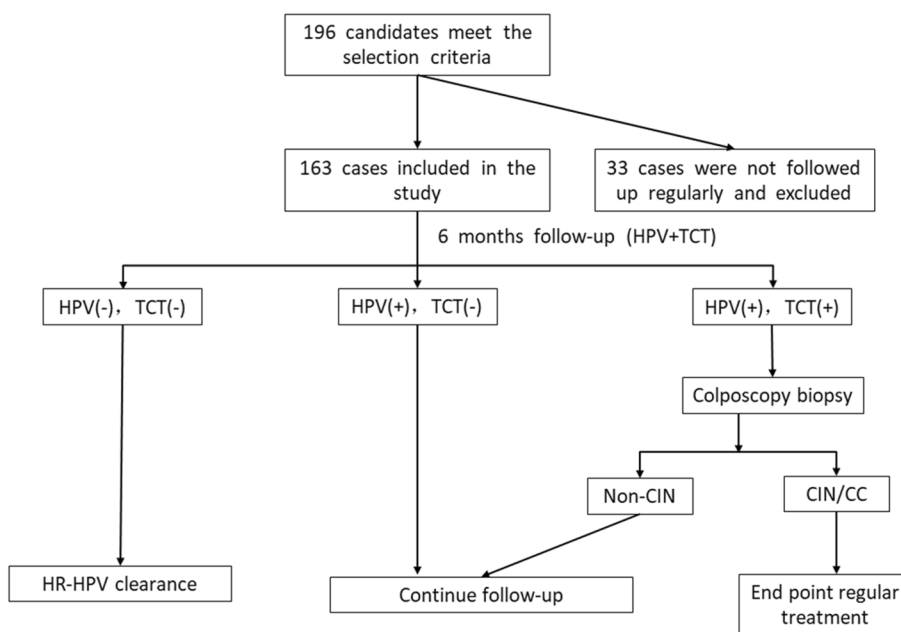 196 candidates meet the
selection criteria
163 cases included in the
study
33 cases were not followed
up regularly and excluded
6 months follow-up (HPV+TCT)
HPV(-)，TCT(-)
HPV(+)，TCT(-)
HPV(+)，TCT(+)
Colposcopy biopsy
Non-CIN
CIN/CC
HR-HPV clearance
Continue follow-up
End point regular
treatment